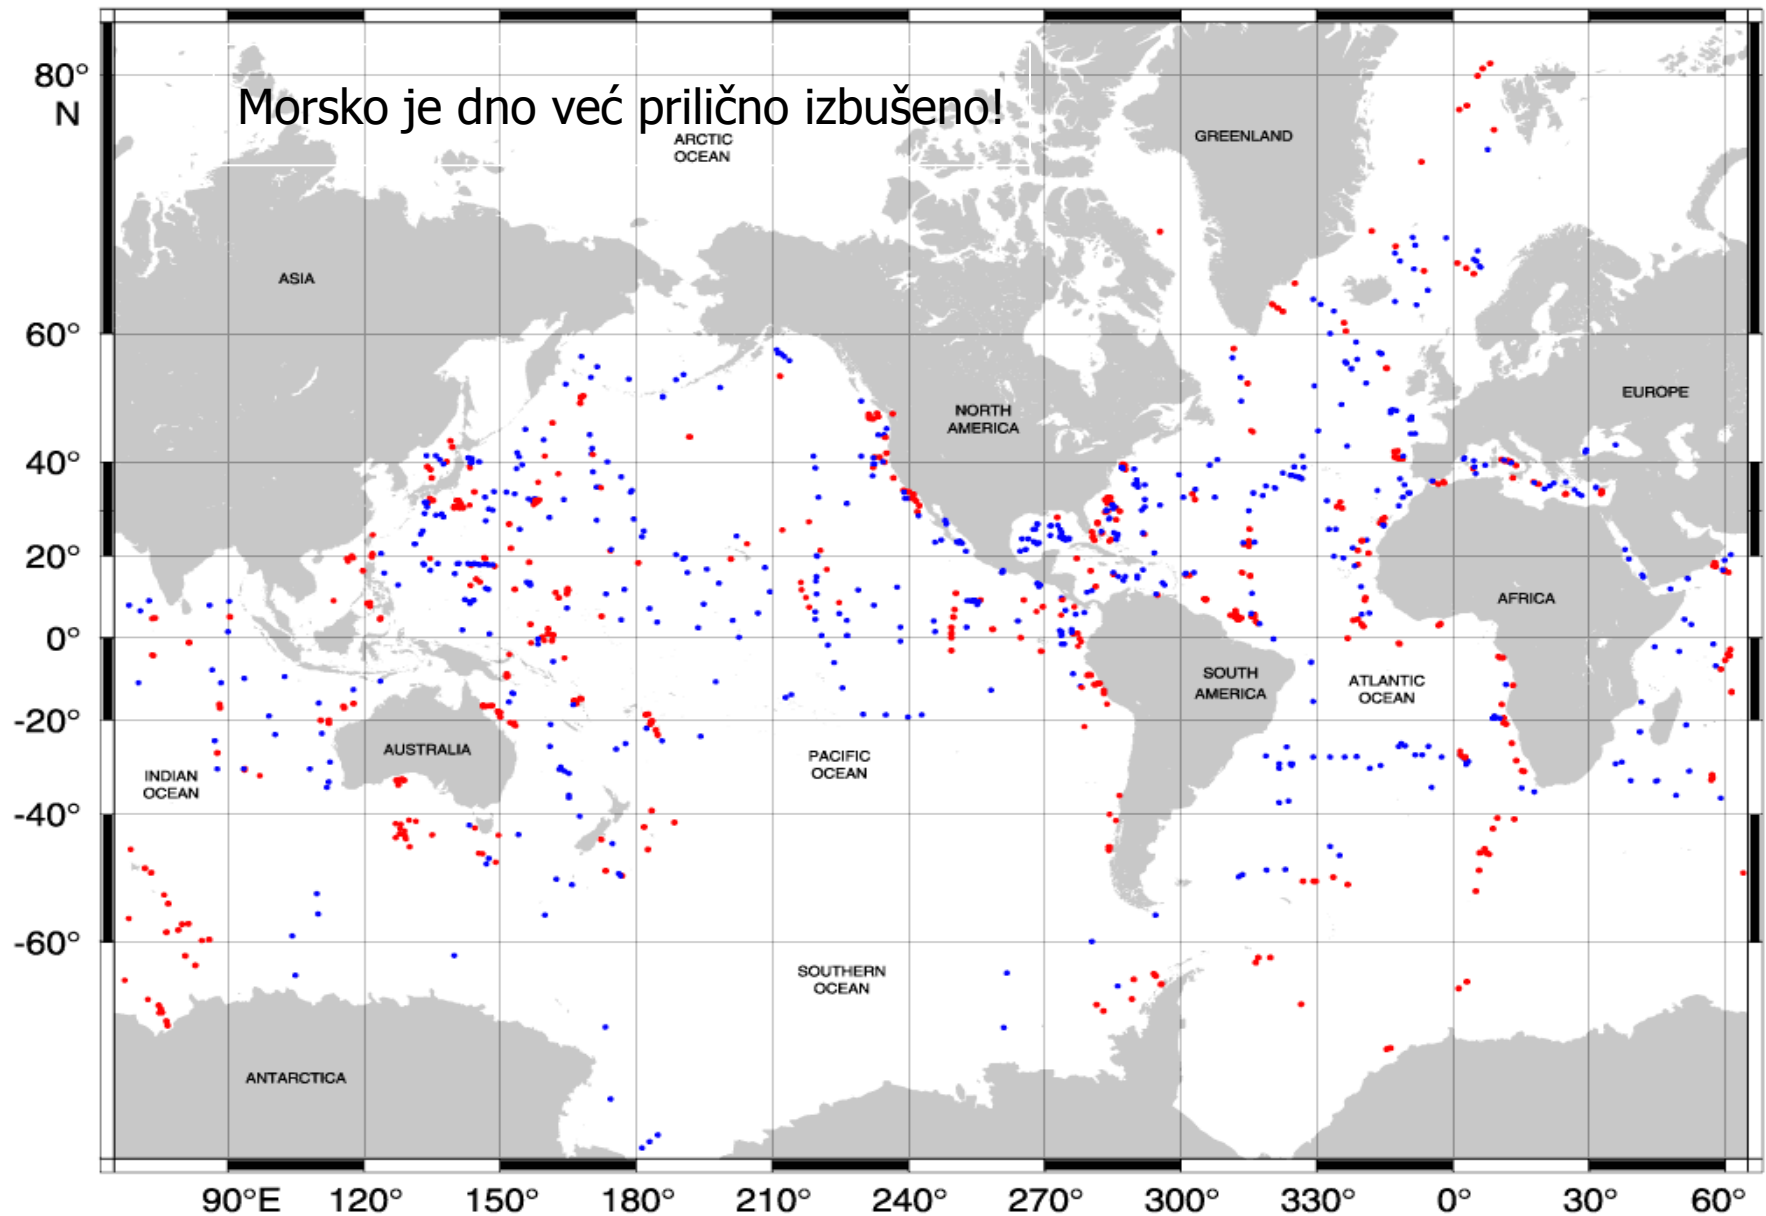 80°
N
Morsko je dno već prilično izbušeno!
ARCTIC
OCEAN
GREENLAND
ASIA
60°
EUROPE
NORTH
AMERICA
40°
20°
AFRICA
0°
SOUTH
AMERICA
ATLANTIC
OCEAN
-20°
AUSTRALIA
PACIFIC
OCEAN
INDIAN
OCEAN
-40°
-60°
SOUTHERN
OCEAN
ANTARCTICA
90°E 120° 150° 180° 210° 240° 270° 300° 330° 0° 30° 60°